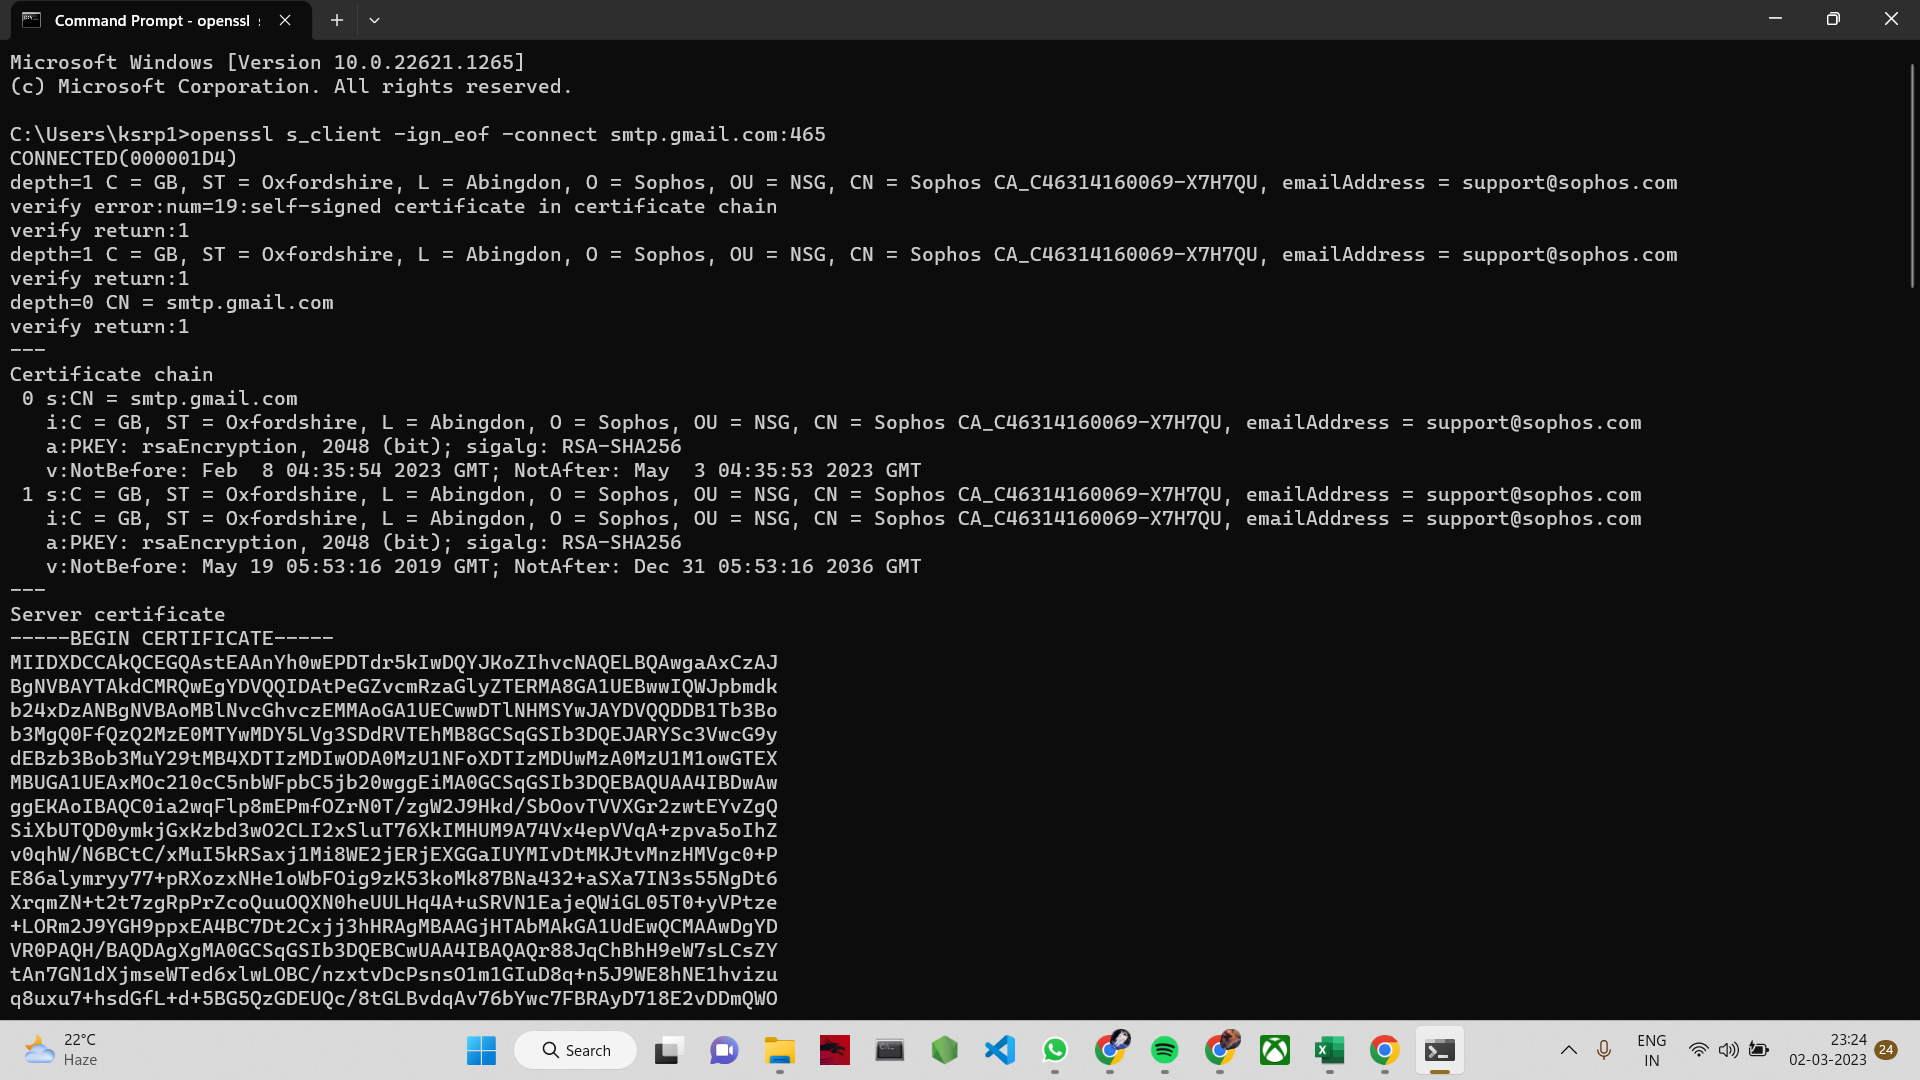 Command Prompt - openssl s
Microsoft Windows [Version 10.0.22621.1265]
(c) Microsoft Corporation. All rights reserved.
C:\Users\ksrp1>openssl s_client -ign_eof -connect smtp.gmail.com:465
CONNECTED(000001D4)
depth=1 C = GB, ST = Oxfordshire, L = Abingdon, O = Sophos, OU = NSG, CN = Sophos CA_C46314160069-X7H7QU, emailAddress = support@sophos.com
verify error:num=19:self-signed certificate in certificate chain
verify return:1
depth=1 C = GB, ST = Oxfordshire, L = Abingdon, O = Sophos, OU = NSG, CN = Sophos CA_C46314160069-X7H7QU, emailAddress = support@sophos.com
verify return:1
depth=0 CN = smtp.gmail.com
verify return:1
---
Certificate chain
 0 s:CN = smtp.gmail.com
   i:C = GB, ST = Oxfordshire, L = Abingdon, O = Sophos, OU = NSG, CN = Sophos CA_C46314160069-X7H7QU, emailAddress = support@sophos.com
   a:PKEY: rsaEncryption, 2048 (bit); sigalg: RSA-SHA256
   v:NotBefore: Feb  8 04:35:54 2023 GMT; NotAfter: May  3 04:35:53 2023 GMT
 1 s:C = GB, ST = Oxfordshire, L = Abingdon, O = Sophos, OU = NSG, CN = Sophos CA_C46314160069-X7H7QU, emailAddress = support@sophos.com
   i:C = GB, ST = Oxfordshire, L = Abingdon, O = Sophos, OU = NSG, CN = Sophos CA_C46314160069-X7H7QU, emailAddress = support@sophos.com
   a:PKEY: rsaEncryption, 2048 (bit); sigalg: RSA-SHA256
   v:NotBefore: May 19 05:53:16 2019 GMT; NotAfter: Dec 31 05:53:16 2036 GMT
---
Server certificate
-----BEGIN CERTIFICATE-----
MIIDXDCCAkQCEGQAstEAAnYh0wEPDTdr5kIwDQYJKoZIhvcNAQELBQAwgaAxCzAJ
BgNVBAYTAkdCMRQwEgYDVQQIDAtPeGZvcmRzaGlyZTERMA8GA1UEBwwIQWJpbmdk
b24xDzANBgNVBAoMBlNvcGhvczEMMAoGA1UECwwDTlNHMSYwJAYDVQQDDB1Tb3Bo
b3MgQ0FfQzQ2MzE0MTYwMDY5LVg3SDdRVTEhMB8GCSqGSIb3DQEJARYSc3VwcG9y
dEBzb3Bob3MuY29tMB4XDTIzMDIwODA0MzU1NFoXDTIzMDUwMzA0MzU1M1owGTEX
MBUGA1UEAxMOc210cC5nbWFpbC5jb20wggEiMA0GCSqGSIb3DQEBAQUAA4IBDwAw
ggEKAoIBAQC0ia2wqFlp8mEPmfOZrN0T/zgW2J9Hkd/SbOovTVVXGr2zwtEYvZgQ
SiXbUTQD0ymkjGxKzbd3wO2CLI2xSluT76XkIMHUM9A74Vx4epVVqA+zpva5oIhZ
v0qhW/N6BCtC/xMuI5kRSaxj1Mi8WE2jERjEXGGaIUYMIvDtMKJtvMnzHMVgc0+P
E86alymryy77+pRXozxNHe1oWbFOig9zK53koMk87BNa432+aSXa7IN3s55NgDt6
XrqmZN+t2t7zgRpPrZcoQuuOQXN0heUULHq4A+uSRVN1EajeQWiGL05T0+yVPtze
+LORm2J9YGH9ppxEA4BC7Dt2Cxjj3hHRAgMBAAGjHTAbMAkGA1UdEwQCMAAwDgYD
VR0PAQH/BAQDAgXgMA0GCSqGSIb3DQEBCwUAA4IBAQAQr88JqChBhH9eW7sLCsZY
tAn7GN1dXjmseWTed6xlwLOBC/nzxtvDcPsnsO1m1GIuD8q+n5J9WE8hNE1hvizu
q8uxu7+hsdGfL+d+5BG5QzGDEUQc/8tGLBvdqAv76bYwc7FBRAyD718E2vDDmQWO
22°C
Haze
Search
ENG
IN
23:24
02-03-2023
24